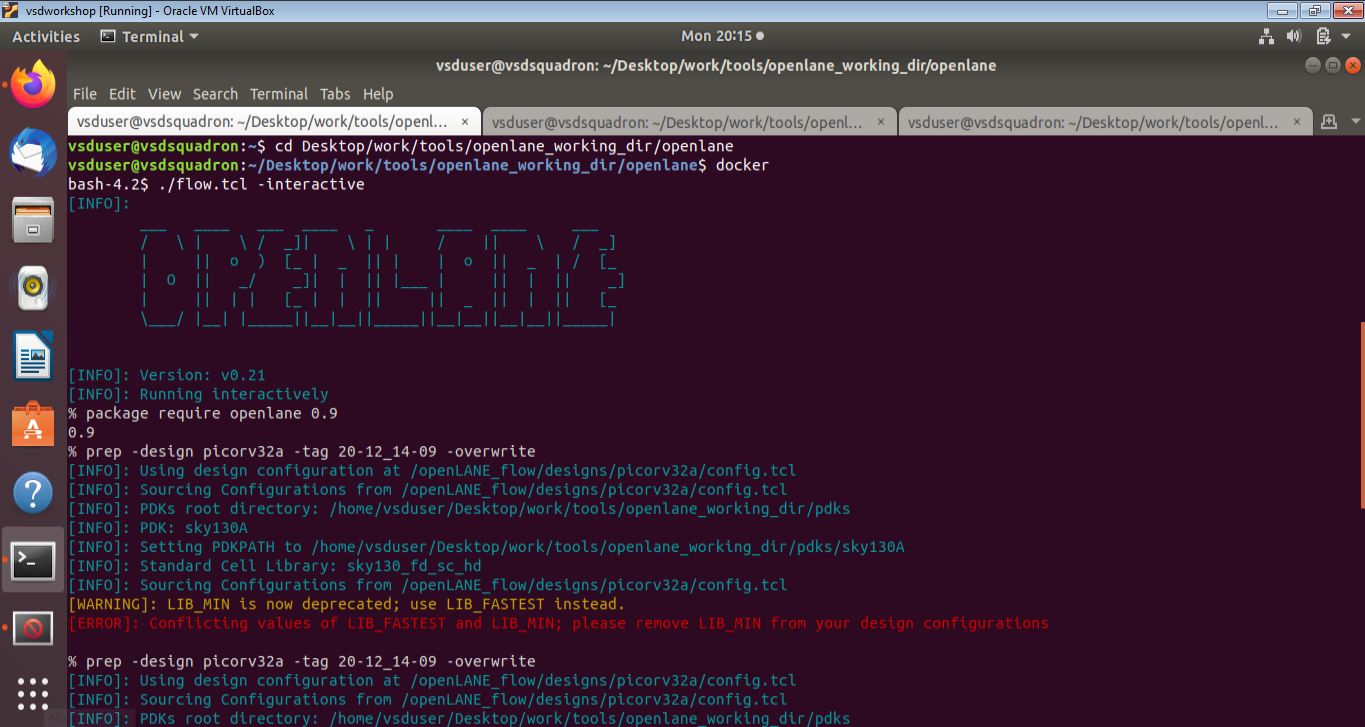 vsdworkshop [Running] - Oracle VM VirtualBox
Activities Terminal Mon 20:15
vsduser@vsdsquadron: ~/Desktop/work/tools/openlane_working_dir/openlane
File Edit View Search Terminal Tabs Help
vsduser@vsdsquadron: ~/Desktop/work/tools/openl... × vsduser@vsdsquadron: ~/Desktop/work/tools/openl... × vsduser@vsdsquadron: ~/Desktop/work/tools/openl... ×
vsduser@vsdsquadron:~$ cd Desktop/work/tools/openlane_working_dir/openlane
vsduser@vsdsquadron:~/Desktop/work/tools/openlane_working_dir/openlane$ docker
bash-4.2$ ./flow.tcl -interactive
[INFO]:
OPENLANE
[INFO]: Version: v0.21
[INFO]: Running interactively
% package require openlane 0.9
0.9
% prep -design picorv32a -tag 20-12_14-09 -overwrite
[INFO]: Using design configuration at /openLANE_flow/designs/picorv32a/config.tcl
[INFO]: Sourcing Configurations from /openLANE_flow/designs/picorv32a/config.tcl
[INFO]: PDKs root directory: /home/vsduser/Desktop/work/tools/openlane_working_dir/pdks
[INFO]: PDK: sky130A
[INFO]: Setting PDKPATH to /home/vsduser/Desktop/work/tools/openlane_working_dir/pdks/sky130A
[INFO]: Standard Cell Library: sky130_fd_sc_hd
[INFO]: Sourcing Configurations from /openLANE_flow/designs/picorv32a/config.tcl
[WARNING]: LIB_MIN is now deprecated; use LIB_FASTEST instead.
[ERROR]: Conflicting values of LIB_FASTEST and LIB_MIN; please remove LIB_MIN from your design configurations
% prep -design picorv32a -tag 20-12_14-09 -overwrite
[INFO]: Using design configuration at /openLANE_flow/designs/picorv32a/config.tcl
[INFO]: Sourcing Configurations from /openLANE_flow/designs/picorv32a/config.tcl
[INFO]: PDKs root directory: /home/vsduser/Desktop/work/tools/openlane_working_dir/pdks